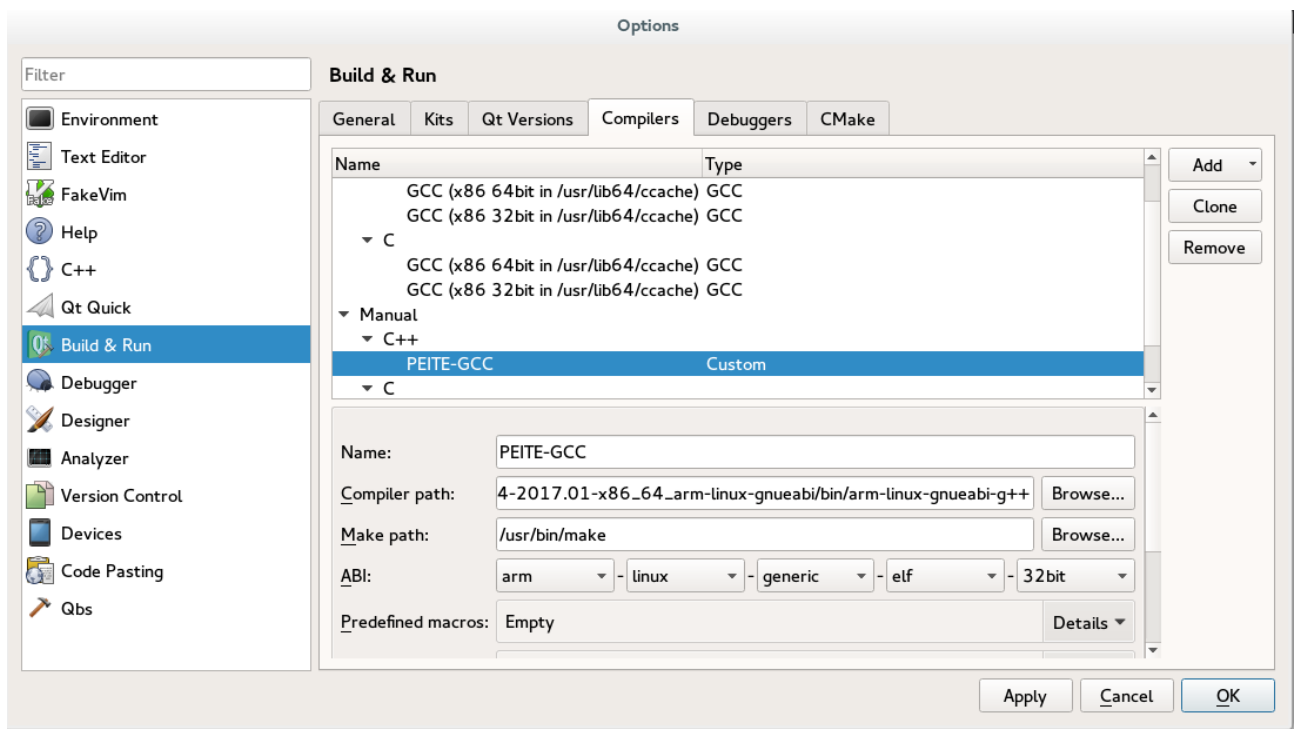 Options
Filter
Environment
Text Editor
FakeVim
Help
C++
Qt Quick
Build & Run
Debugger
Designer
Analyzer
Version Control
Devices
Code Pasting
Qbs
Build & Run
General Kits Qt Versions Compilers Debuggers CMake
Name Type
GCC (x86 64bit in /usr/lib64/ccache) GCC
GCC (x86 32bit in /usr/lib64/ccache) GCC
C
GCC (x86 64bit in /usr/lib64/ccache) GCC
GCC (x86 32bit in /usr/lib64/ccache) GCC
Manual
C++
PEITE-GCC Custom
C
Add
Clone
Remove
Name: PEITE-GCC
Compiler path: 4-2017.01-x86_64_arm-linux-gnueabi/bin/arm-linux-gnueabi-g++ Browse...
Make path: /usr/bin/make Browse...
ABI: arm - linux - generic - elf - 32bit
Predefined macros: Empty Details
Apply Cancel OK